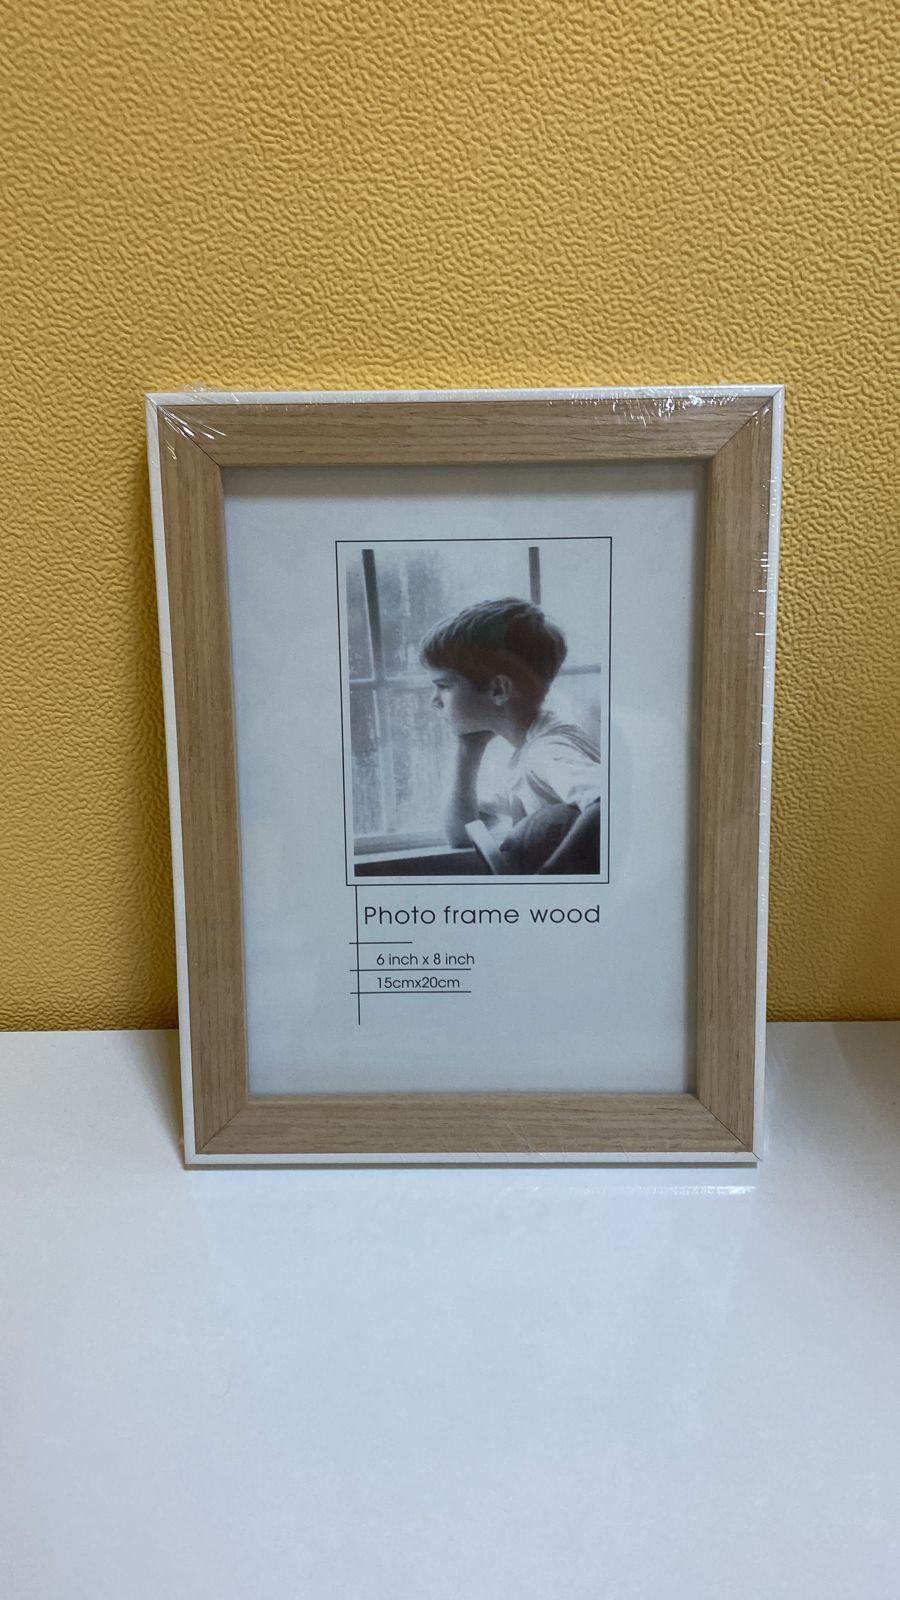 Photo frame wood
6 inch x 8 inch
15cmx20cm